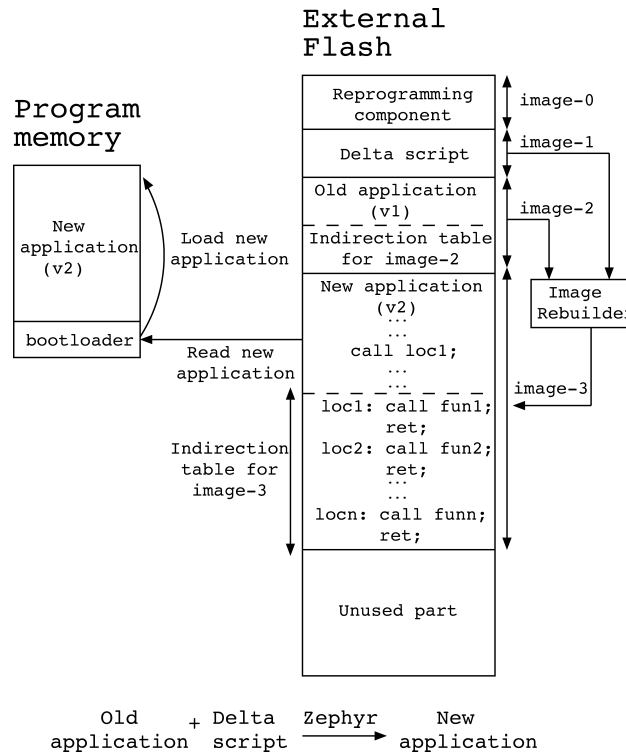 External
Flash
Program
memory
Reprogramming
component
image-0
Delta script
image-1
Old application
(v1)
image-2
Indirection table
for image-2
New
application
(v2)
Load new
application
New application
(v2)
...
...
call loc1;
...
...
Image
Rebuilder
bootloader
Read new
application
image-3
Indirection
table for
image-3
loc1: call fun1;
ret;
loc2: call fun2;
ret;
...
...
locn: call funn;
ret;
Unused part
Old
application
+
Delta
script
Zephyr
New
application